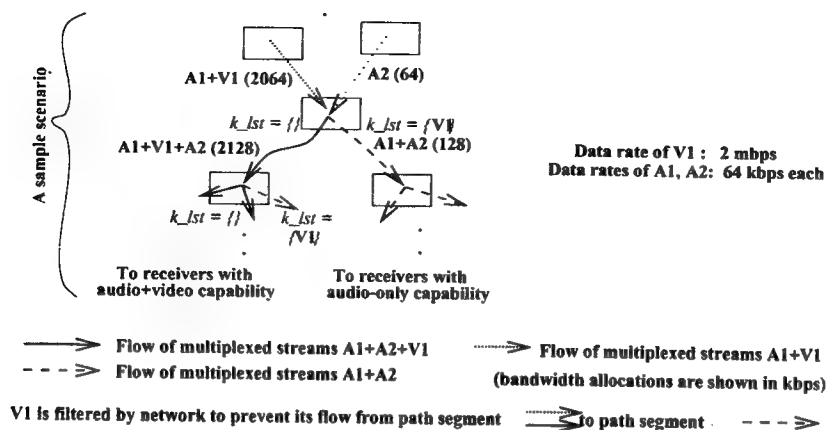 A sample scenario
A1+V1 (2064)
A2 (64)
k_lst = {}
k_lst = {V1}
A1+V1+A2 (2128)
A1+A2 (128)
Data rate of V1 : 2 mbps
Data rates of A1, A2: 64 kbps each
k_lst = {}
k_lst =
{V1}
To receivers with
audio+video capability
To receivers with
audio-only capability
Flow of multiplexed streams A1+A2+V1
Flow of multiplexed streams A1+V1
Flow of multiplexed streams A1+A2
(bandwidth allocations are shown in kbps)
V1 is filtered by network to prevent its flow from path segment to path segment